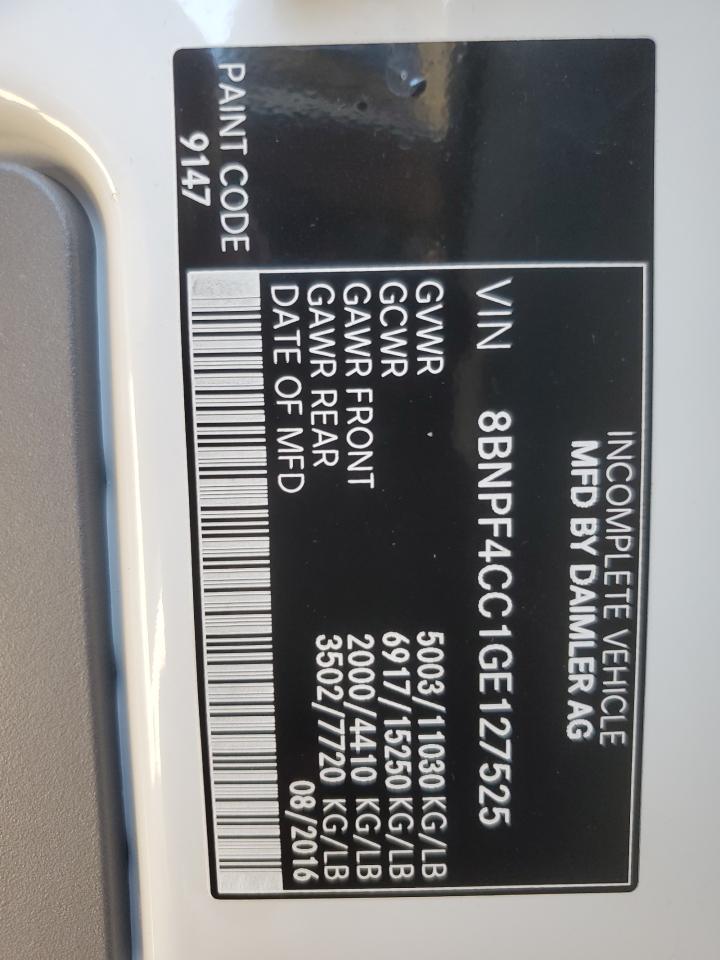 INCOMPLETE VEHICLE
MFD BY DAIMLER AG
VIN 8BNPF4CC1GE127525
GVWR 5003/11030 KG/LB
GCWR 6917/15250 KG/LB
GAWR FRONT 2000/4410 KG/LB
GAWR REAR 3502/7720 KG/LB
DATE OF MFD 08/2016
PAINT CODE
9147